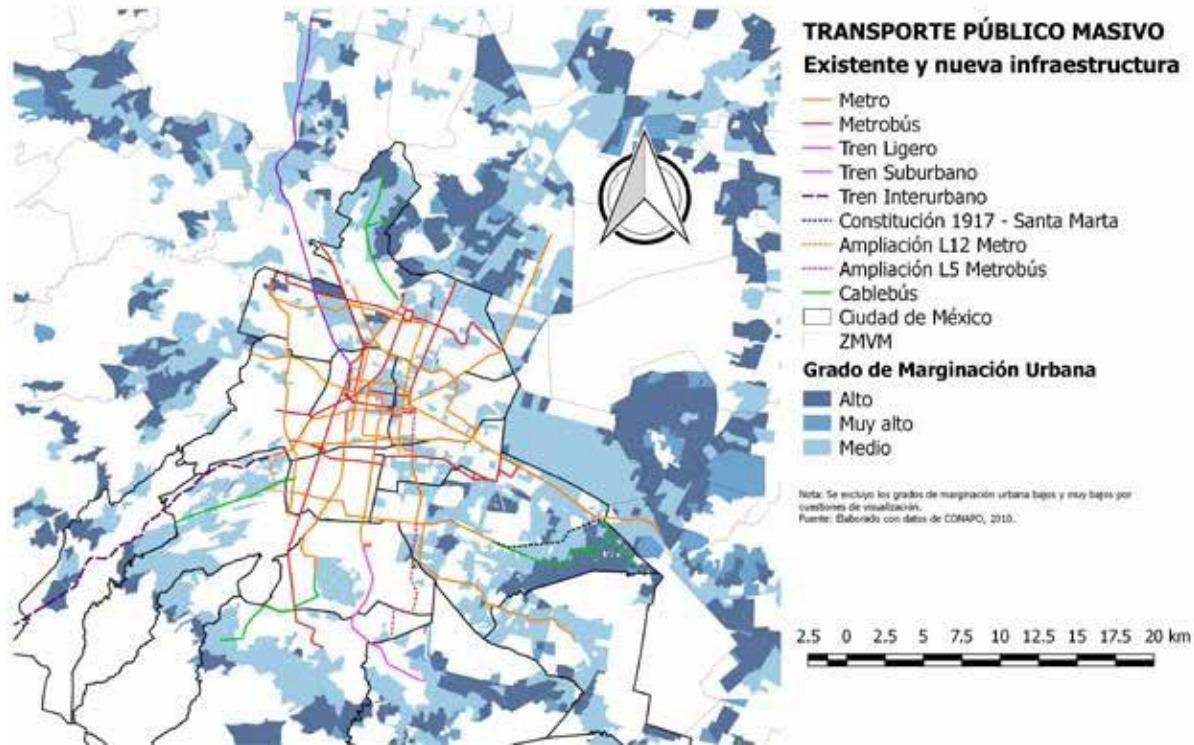 TRANSPORTE PÚBLICO MASIVO
Existente y nueva infraestructura
Metro
Metrobús
Tren Ligero
Tren Suburbano
Tren Interurbano
Constitución 1917 - Santa Marta
Ampliación L12 Metro
Ampliación L5 Metrobús
Cablebús
Ciudad de México
ZMVM
Grado de Marginación Urbana
Alto
Muy alto
Medio
Nota: Se excluyo los grados de marginación urbana bajos y muy bajos por
cuestiones de visualización.
Fuente: Elaborado con datos de CONAPO, 2010.
2.5 0 2.5 5 7.5 10 12.5 15 17.5 20 km